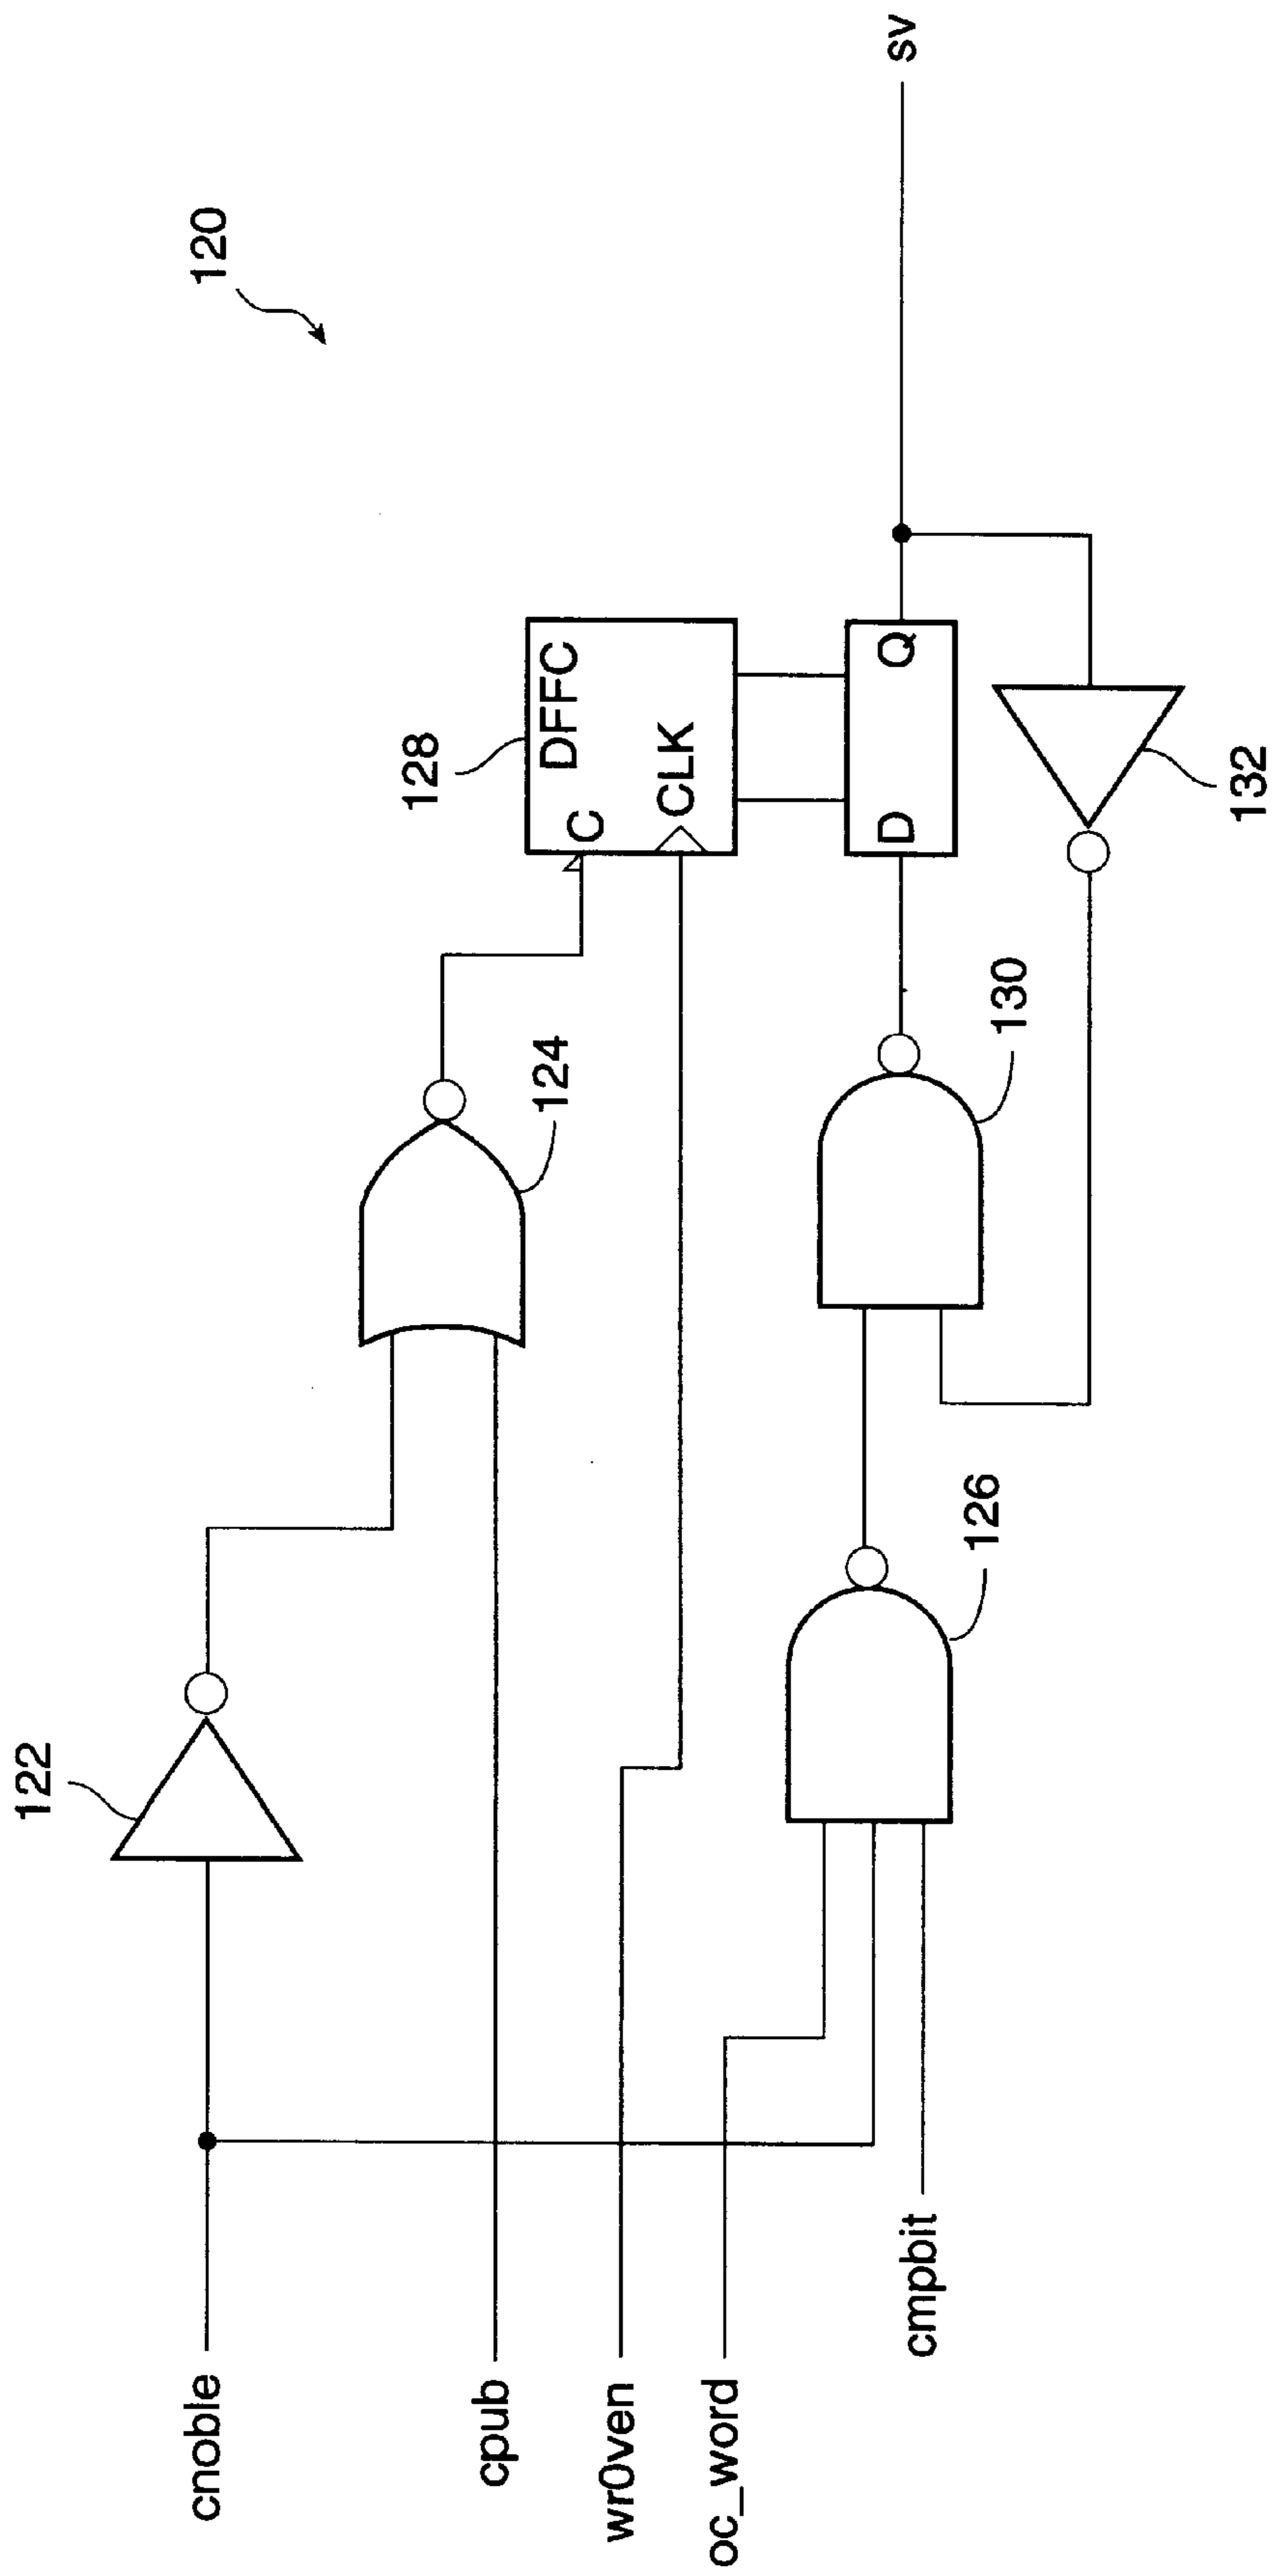 120
sv
128
DFFC
C
CLK
D
Q
132
124
130
126
122
cnoble
cpub
wr0ven
oc_word
cmpbit